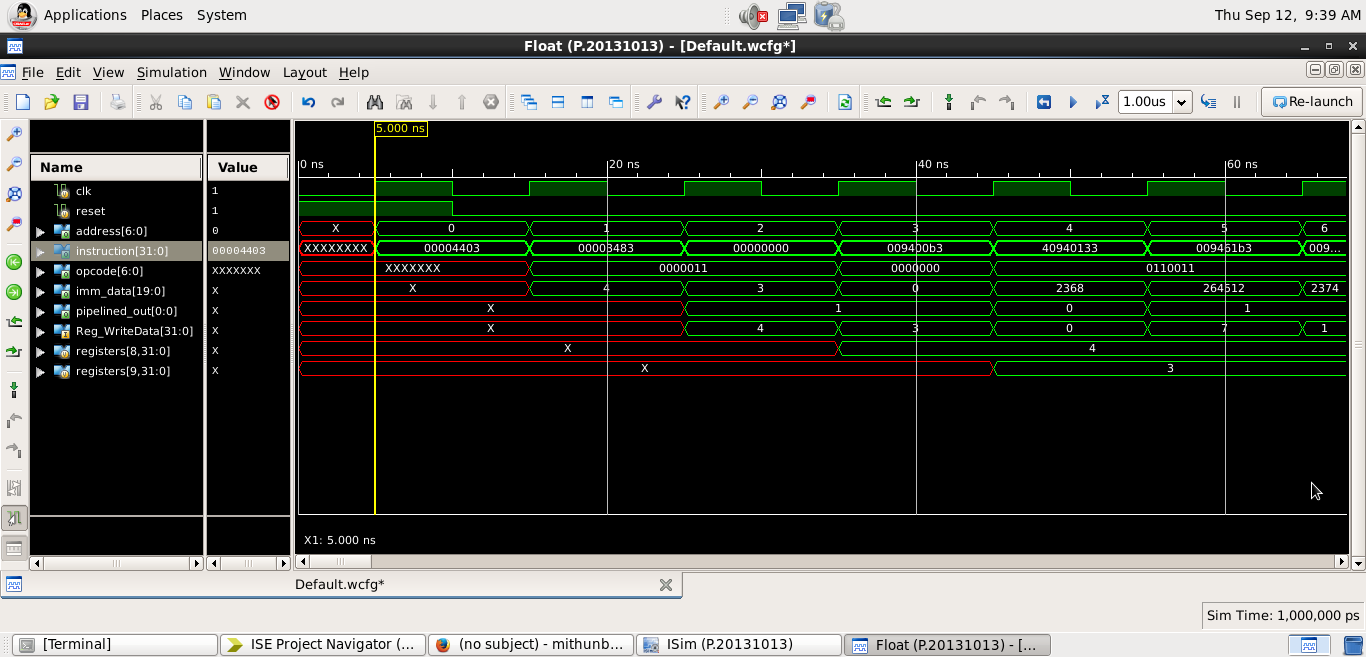 Applications Places System Thu Sep 12, 9:39 AM
Float (P.20131013) - [Default.wcfg*]
File Edit View Simulation Window Layout Help
1.00us Re-launch
5.000 ns
Name Value 0 ns 20 ns 40 ns 60 ns
clk 1
reset 1
address[6:0] 0 X 0 1 2 3 4 5 6
instruction[31:0] 00004403 XXXXXXXX 00004403 00003483 00000000 009400b3 40940133 009461b3 009...
opcode[6:0] XXXXXXX XXXXXXX 0000011 0000000 0110011
imm_data[19:0] X X 4 3 0 2368 264512 2374
pipelined_out[0:0] X X 1 0 1
Reg_WriteData[31:0] X X 4 3 0 7 1
registers[8,31:0] X X 4
registers[9,31:0] X X 3
X1: 5.000 ns
Default.wcfg*
Sim Time: 1,000,000 ps
[Terminal] ISE Project Navigator (... (no subject) - mithunb... ISim (P.20131013) Float (P.20131013) - [...